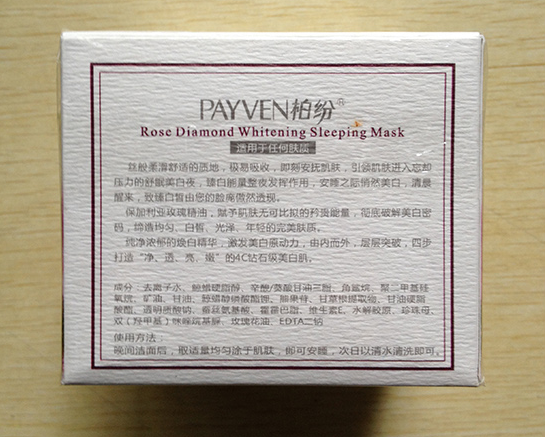 PAYVEN柏纷®
Rose Diamond Whitening Sleeping Mask
适用于任何肤质
丝般柔滑舒适的质地，极易吸收，即刻安抚肌肤，引领肌肤进入忘却
压力的舒眠美白夜，臻白能量整夜发挥作用，安睡之际悄然美白，清晨
醒来，致臻白皙由您的脸庞傲然透现。
保加利亚玫瑰精油，赋予肌肤无可比拟的矜贵能量，彻底破解美白密
码，缔造均匀、白皙、光泽、年轻的完美肤质。
纯净浓郁的焕白精华，激发美白原动力，由内而外，层层突破，四步
打造“净、透、亮、嫩”的4C钻石级美白肌。
成分：去离子水、鲸蜡硬脂醇、辛酸/葵酸甘油三脂、角鲨烷、聚二甲基硅
氧烷、矿油、甘油、鲸蜡醇磷酸酯钾、抽果脂、甘草根提取物、甘油硬脂
酸酯、透明质酸钠、蚕丝氨基酸、霍霍巴脂、维生素E、水解胶原、珍珠母、
双（羟甲基）咪唑烷基脲、玫瑰花油、EDTA二钠
使用方法：
晚间洁面后，取适量均匀涂于肌肤，即可安睡，次日以清水清洗即可。